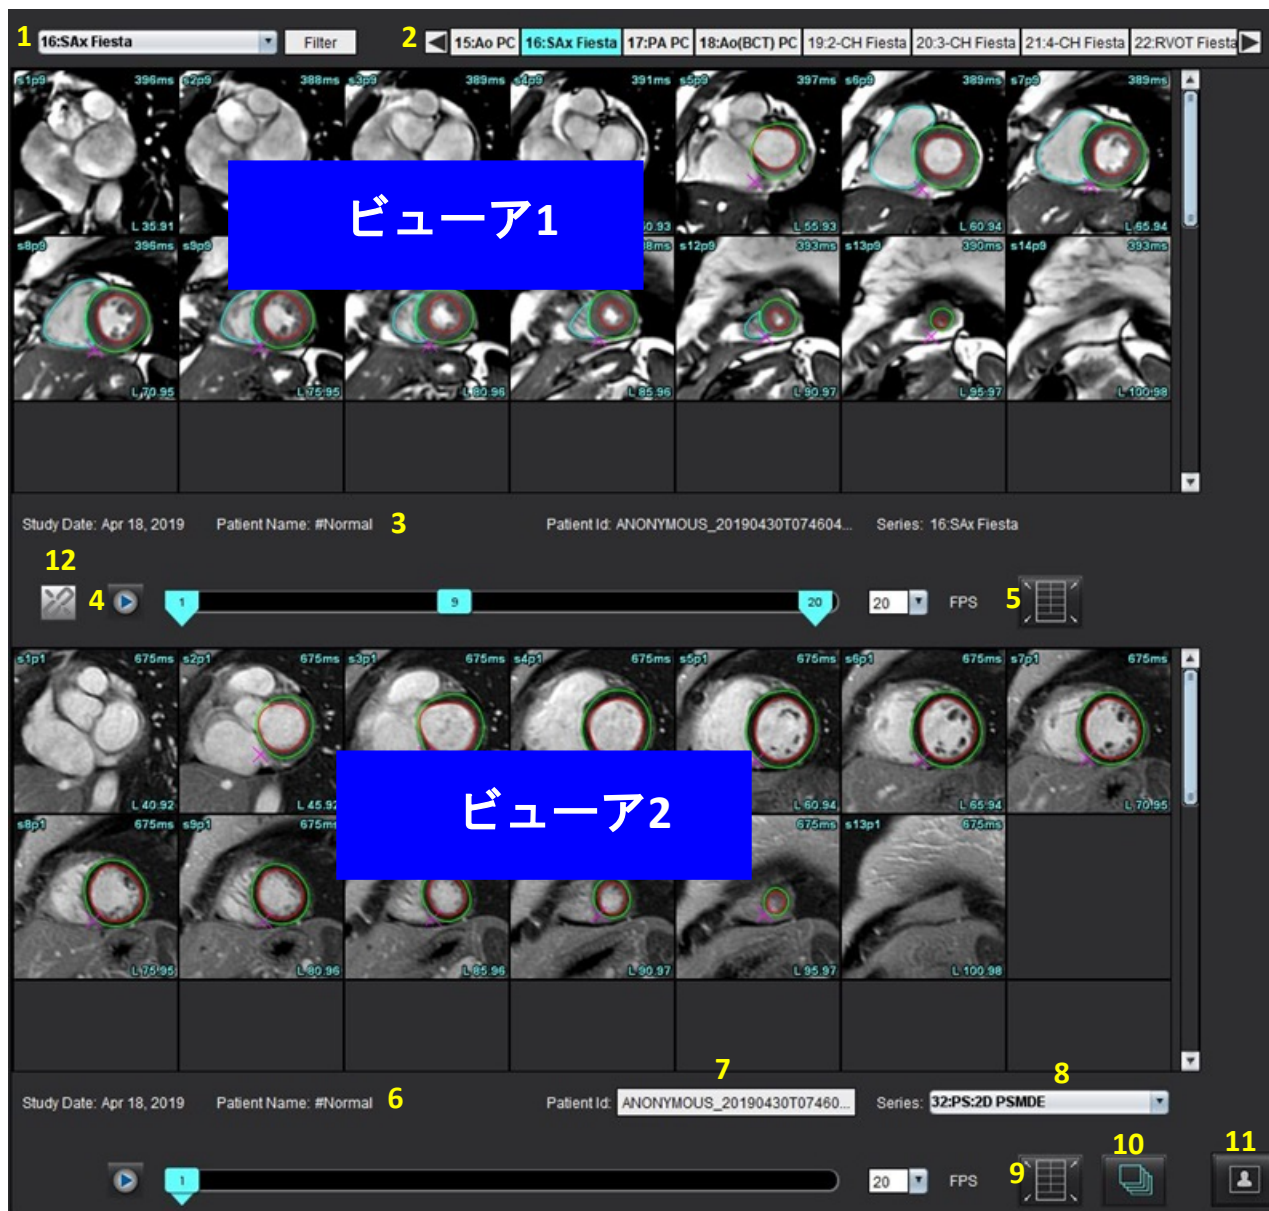 1 16:SAx Fiesta Filter 2 15:Ao PC 16:SAx Fiesta 17:PA PC 18:Ao(BCT) PC 19:2-CH Fiesta 20:3-CH Fiesta 21:4-CH Fiesta 22:RVOT Fiesta
s1p9 396ms s2p9 388ms s3p9 389ms s4p9 391ms s5p9 397ms s6p9 389ms s7p9 389ms
ビューア1
L 35.91 L 55.93 L 60.94 L 65.94
s8p9 396ms s9p9 s12p9 393ms s13p9 390ms s14p9 393ms
L 70.95 L 75.95 L 80.96 L 85.96 L 90.97 L 95.97 L 100.98
Study Date: Apr 18, 2019 Patient Name: #Normal 3 Patient Id: ANONYMOUS_20190430T074604... Series: 16:SAx Fiesta
12
4 1 9 20 20 FPS 5
s1p1 675ms s2p1 675ms s3p1 675ms s4p1 675ms s5p1 675ms s6p1 675ms s7p1 675ms
ビューア2
L 40.92 L 45.92 L 60.94 L 65.94 L 70.95
s8p1 675ms s9p1 675ms 675ms s13p1 675ms
L 75.95 L 80.96 L 85.96 L 90.97 L 95.97 L 100.98
7 8
Study Date: Apr 18, 2019 Patient Name: #Normal 6 Patient Id: ANONYMOUS_20190430T07460... Series: 32:PS:2D PSMDE
1 20 FPS 9 10 11